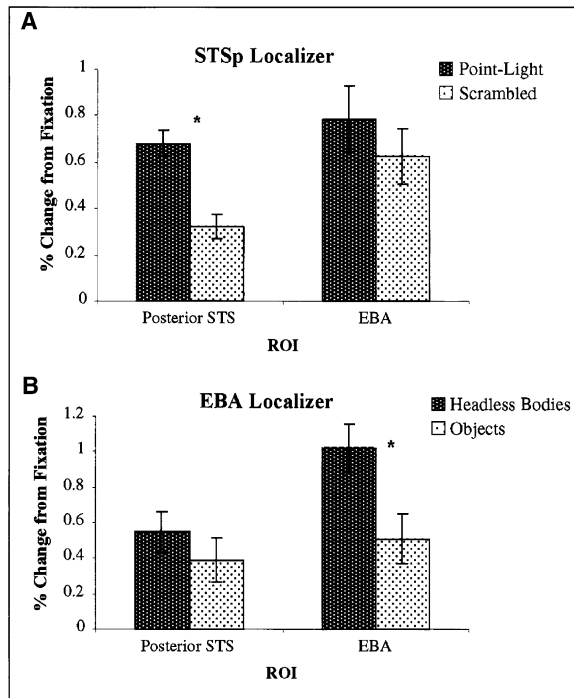 A
STSp Localizer
Point-Light
Scrambled
% Change from Fixation
1
0.8
0.6
0.4
0.2
0
*
Posterior STS
EBA
ROI
B
EBA Localizer
Headless Bodies
Objects
% Change from Fixation
1.2
1
0.8
0.6
0.4
0.2
0
*
Posterior STS
EBA
ROI